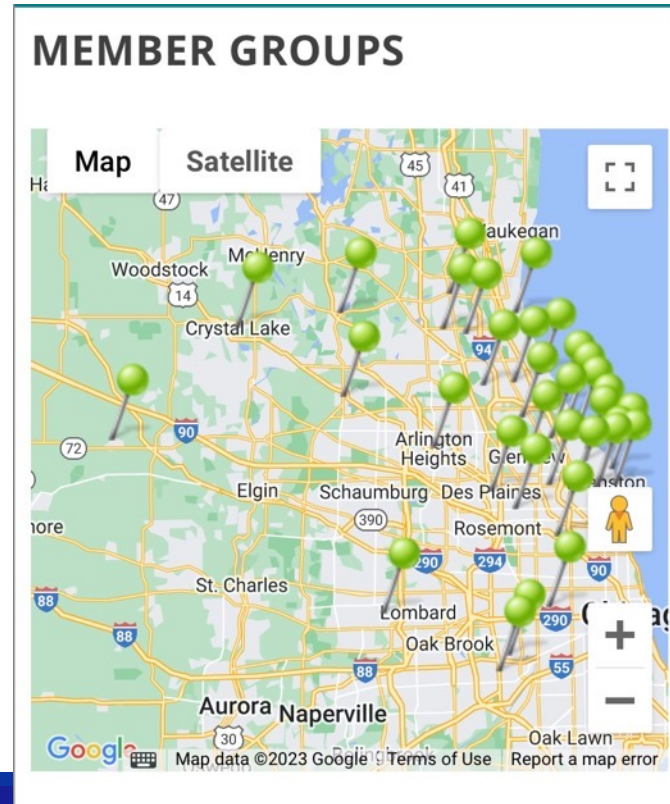 MEMBER GROUPS
Map Satellite
45
41
47
Waukegan
McHenry
Woodstock
14
Crystal Lake
94
90
72
Arlington
Heights
Glenview
Elgin
Schaumburg
Des Plaines
390
Rosemont
290
294
90
88
St. Charles
88
Lombard
290
Oak Brook
55
88
Aurora
Naperville
30
Oak Lawn
Google
Map data ©2023 Google
Terms of Use
Report a map error